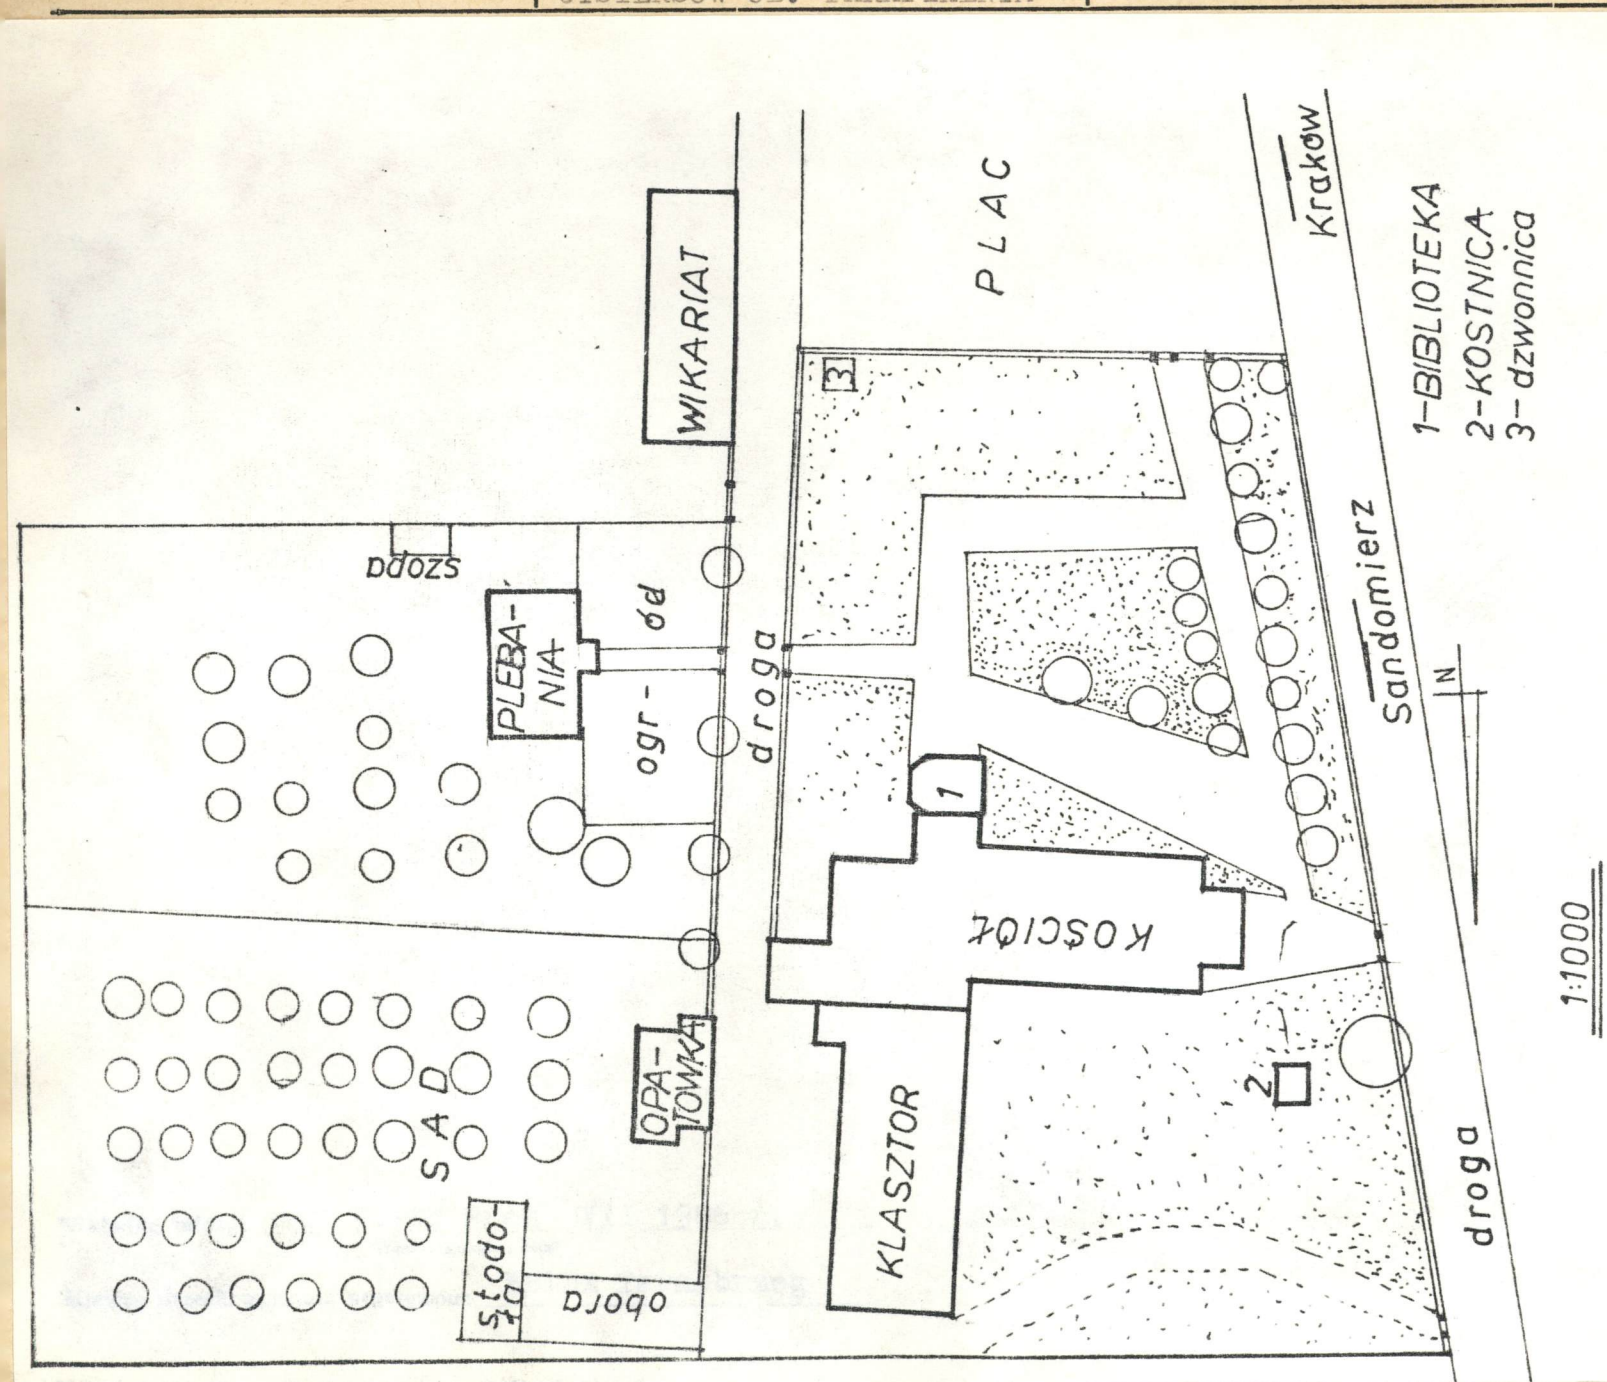 WIKARIAT
PLAC
Kraków
1-BIBLIOTEKA
2-KOSTNICA
3- dzwonnica
3
szopa
PLEBA-
NIA
ogr-
ód
droga
Sandomierz
N
1
KOŚCIÓŁ
1:1000
SAD
OPA-
TÓWKA
KLASZTOR
2
droga
stodo-
ła
obora